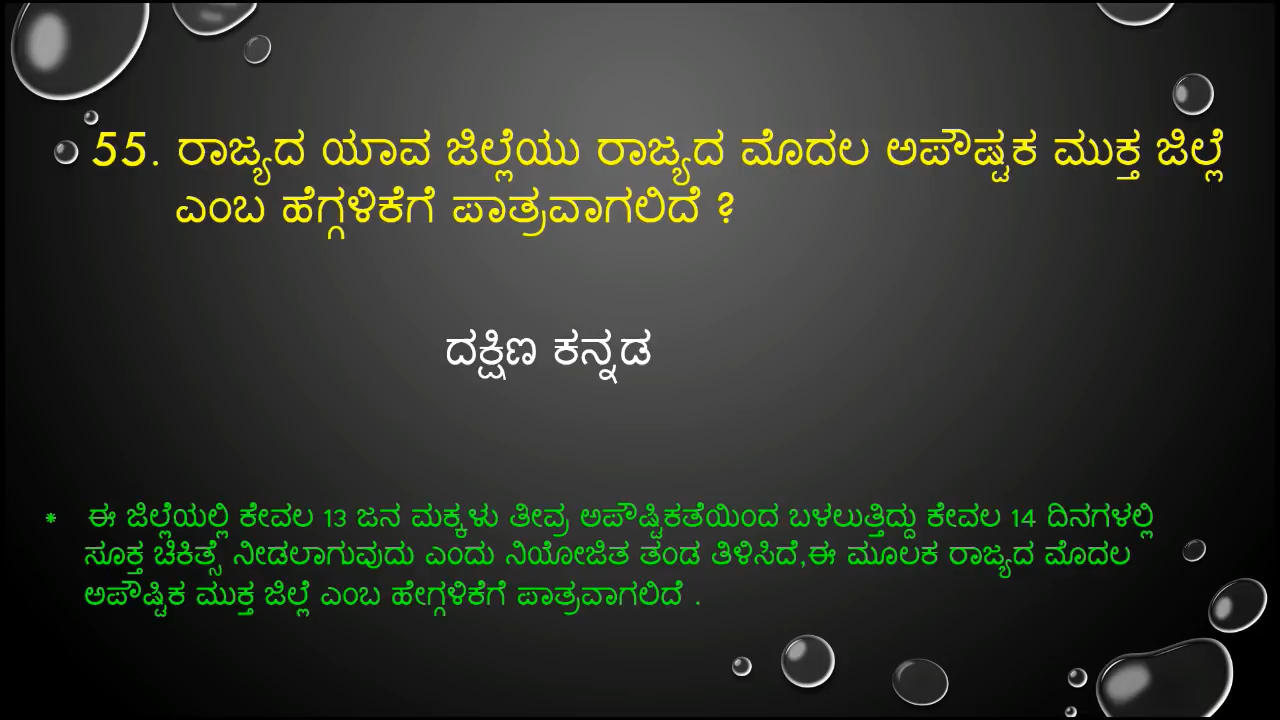 55. ರಾಜ್ಯದ ಯಾವ ಜಿಲ್ಲೆಯು ರಾಜ್ಯದ ಮೊದಲ ಅಪೌಷ್ಟಕ ಮುಕ್ತ ಜಿಲ್ಲೆ
ಎಂಬ ಹೆಗ್ಗಳಿಕೆಗೆ ಪಾತ್ರವಾಗಲಿದೆ ?
ದಕ್ಷಿಣ ಕನ್ನಡ
* ಈ ಜಿಲ್ಲೆಯಲ್ಲಿ ಕೇವಲ 13 ಜನ ಮಕ್ಕಳು ತೀವ್ರ ಅಪೌಷ್ಟಿಕತೆಯಿಂದ ಬಳಲುತ್ತಿದ್ದು ಕೇವಲ 14 ದಿನಗಳಲ್ಲಿ
ಸೂಕ್ತ ಚಿಕಿತ್ಸೆ ನೀಡಲಾಗುವುದು ಎಂದು ನಿಯೋಜಿತ ತಂಡ ತಿಳಿಸಿದೆ,ಈ ಮೂಲಕ ರಾಜ್ಯದ ಮೊದಲ
ಅಪೌಷ್ಟಿಕ ಮುಕ್ತ ಜಿಲ್ಲೆ ಎಂಬ ಹೇಗ್ಗಳಿಕೆಗೆ ಪಾತ್ರವಾಗಲಿದೆ .